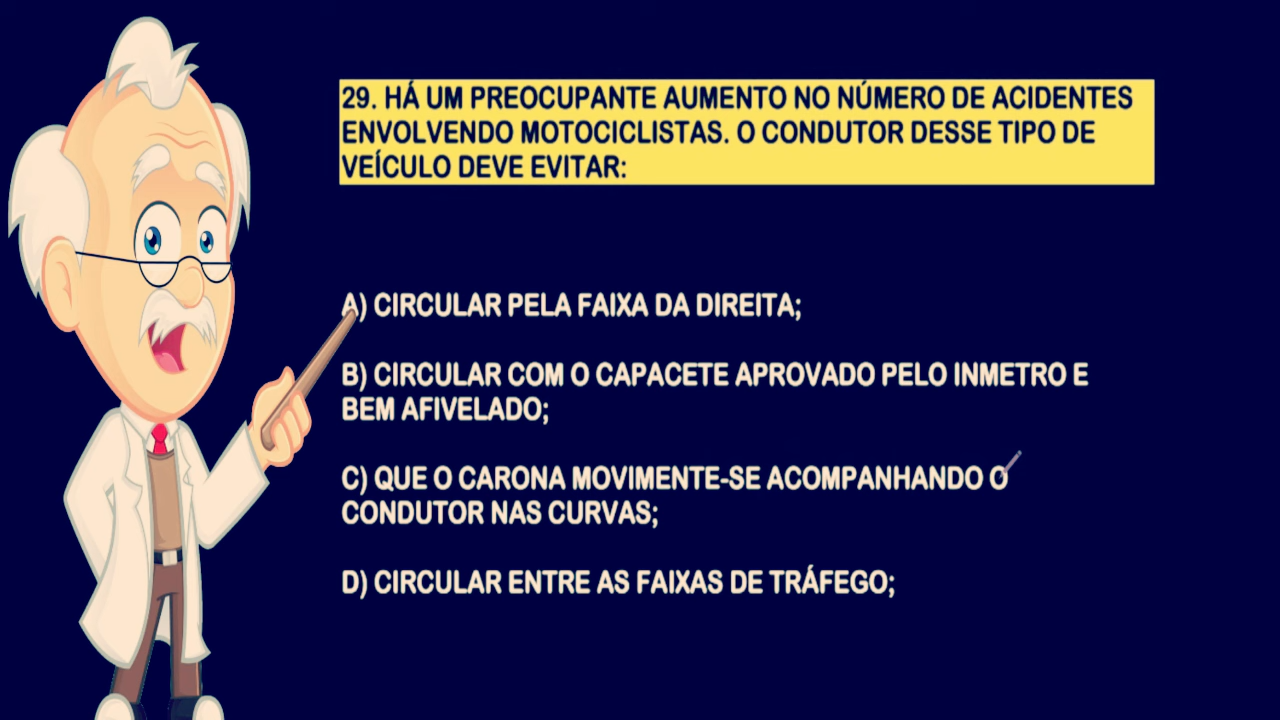 29. HÁ UM PREOCUPANTE AUMENTO NO NÚMERO DE ACIDENTES
ENVOLVENDO MOTOCICLISTAS. O CONDUTOR DESSE TIPO DE
VEÍCULO DEVE EVITAR:
A) CIRCULAR PELA FAIXA DA DIREITA;
B) CIRCULAR COM O CAPACETE APROVADO PELO INMETRO E
BEM AFIVELADO;
C) QUE O CARONA MOVIMENTE-SE ACOMPANHANDO O
CONDUTOR NAS CURVAS;
D) CIRCULAR ENTRE AS FAIXAS DE TRÁFEGO;